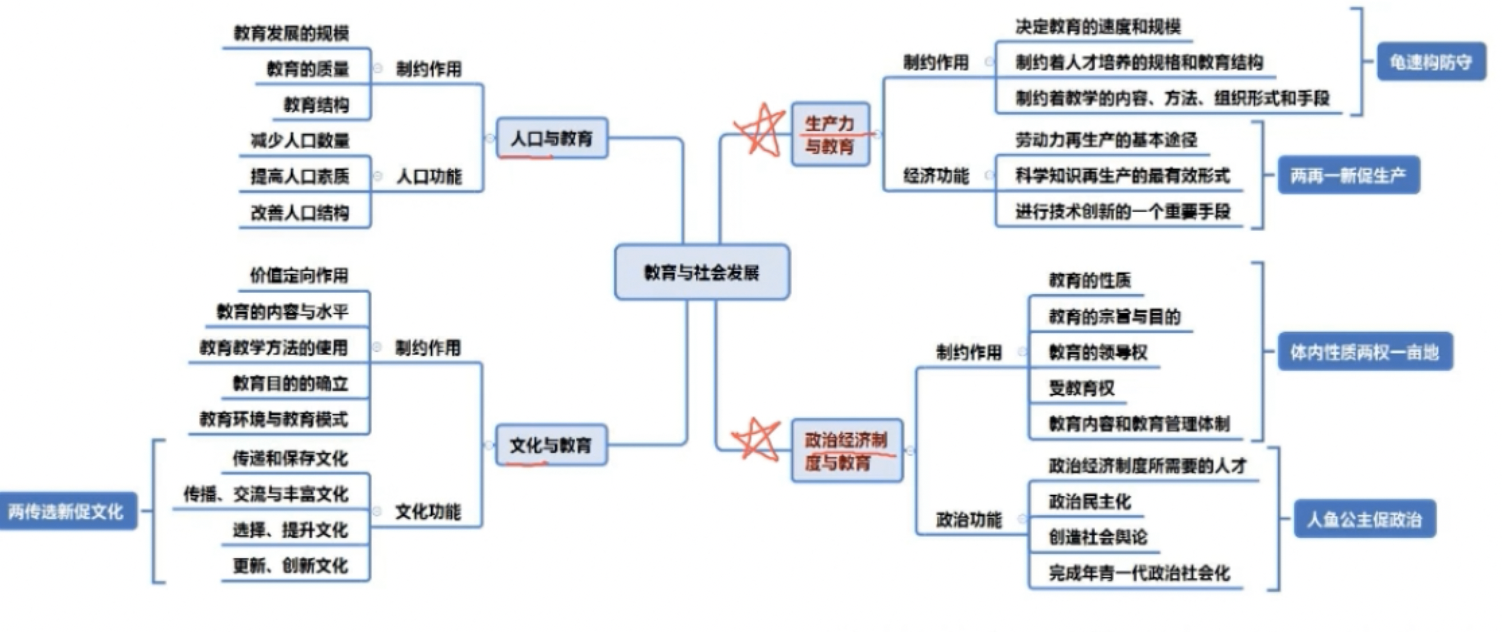 教育与社会发展
生产力
与教育
制约作用
决定教育的速度和规模
制约着人才培养的规格和教育结构
制约着教学的内容、方法、组织形式和手段
龟速构防守
经济功能
劳动力再生产的基本途径
科学知识再生产的最有效形式
进行技术创新的一个重要手段
两再一新促生产
政治经济制
度与教育
制约作用
教育的性质
教育的宗旨与目的
教育的领导权
受教育权
教育内容和教育管理体制
体内性质两权一亩地
政治功能
政治经济制度所需要的人才
政治民主化
创造社会舆论
完成年青一代政治社会化
人鱼公主促政治
人口与教育
制约作用
教育发展的规模
教育的质量
教育结构
人口功能
减少人口数量
提高人口素质
改善人口结构
文化与教育
制约作用
价值定向作用
教育的内容与水平
教育教学方法的使用
教育目的的确立
教育环境与教育模式
文化功能
传递和保存文化
传播、交流与丰富文化
选择、提升文化
更新、创新文化
两传选新促文化